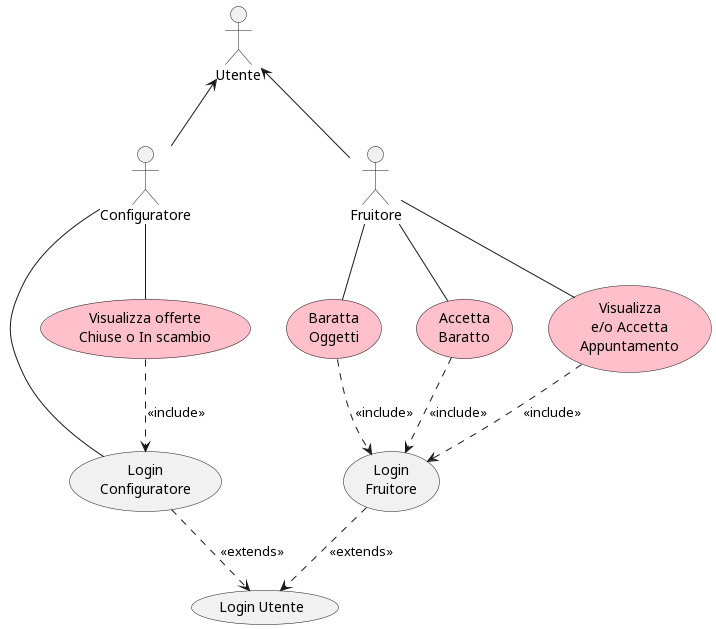 Utente
Configuratore
Fruitore
Visualizza offerte
Chiuse o In scambio
Baratta
Oggetti
Accetta
Baratto
Visualizza
e/o Accetta
Appuntamento
«include»
«include»
«include»
«include»
Login
Configuratore
Login
Fruitore
«extends»
«extends»
Login Utente